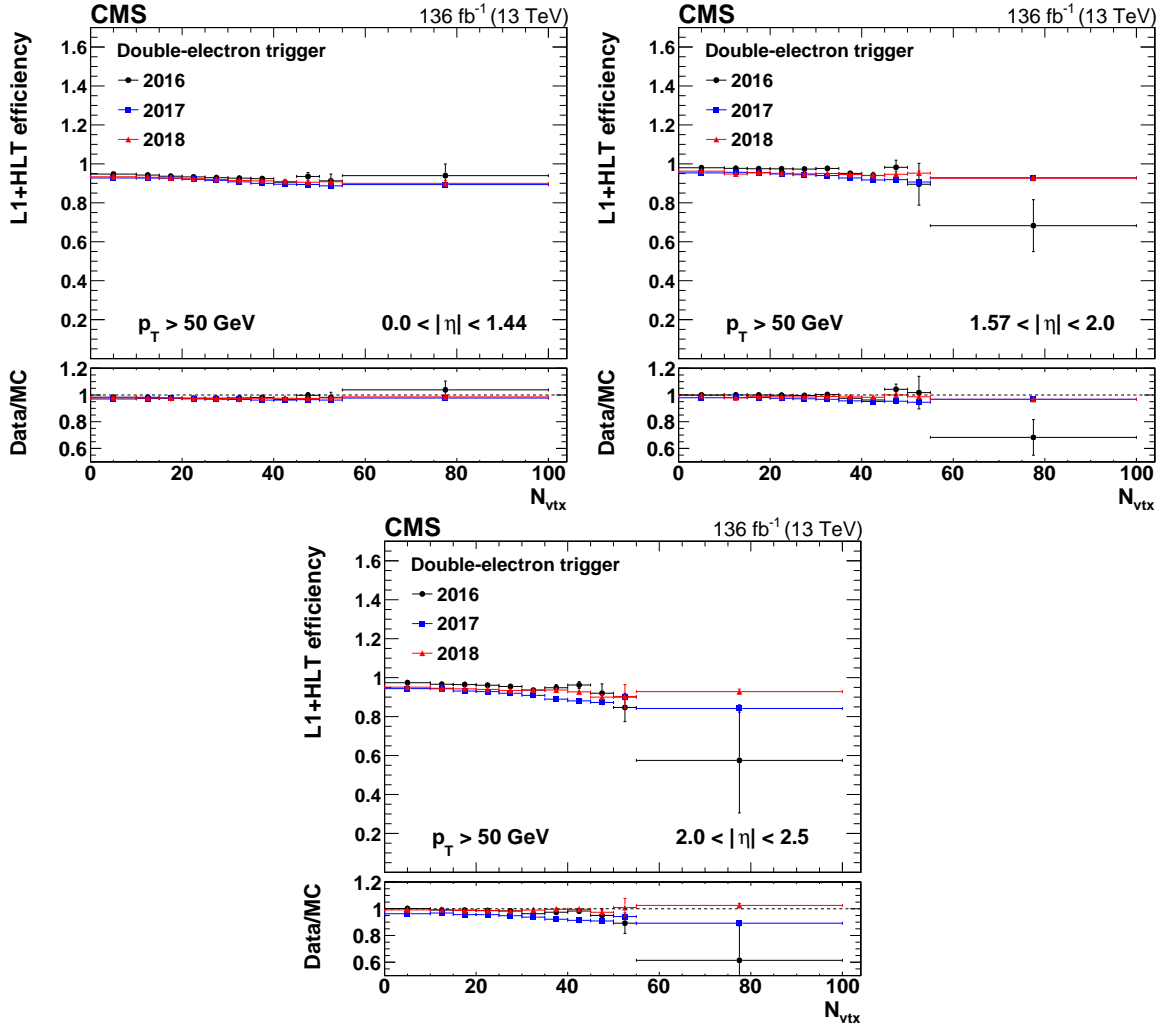 CMS 136 fb⁻¹ (13 TeV)
L1+HLT efficiency
Double-electron trigger
2016
2017
2018
1.6
1.4
1.2
1
0.8
0.6
0.4
0.2
p_T > 50 GeV 0.0 < |η| < 1.44
Data/MC
1.2
1
0.8
0.6
0 20 40 60 80 100
N_vtx
CMS 136 fb⁻¹ (13 TeV)
L1+HLT efficiency
Double-electron trigger
2016
2017
2018
1.6
1.4
1.2
1
0.8
0.6
0.4
0.2
p_T > 50 GeV 1.57 < |η| < 2.0
Data/MC
1.2
1
0.8
0.6
0 20 40 60 80 100
N_vtx
CMS 136 fb⁻¹ (13 TeV)
L1+HLT efficiency
Double-electron trigger
2016
2017
2018
1.6
1.4
1.2
1
0.8
0.6
0.4
0.2
p_T > 50 GeV 2.0 < |η| < 2.5
Data/MC
1.2
1
0.8
0.6
0 20 40 60 80 100
N_vtx